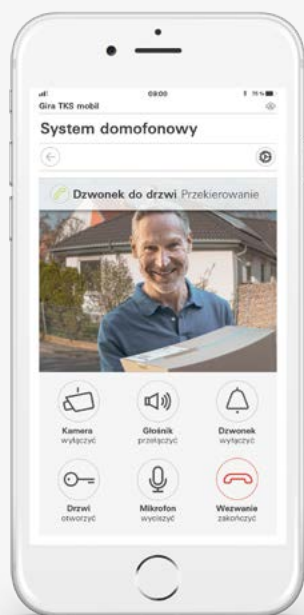 09:00
Gira TKS mobil
System domofonowy
Dzwonek do drzwi Przekierowanie
Kamera
wyłączyć
Głośnik
przełączyć
Dzwonek
wyłączyć
Drzwi
otworzyć
Mikrofon
wyciszyć
Wezwanie
zakończyć